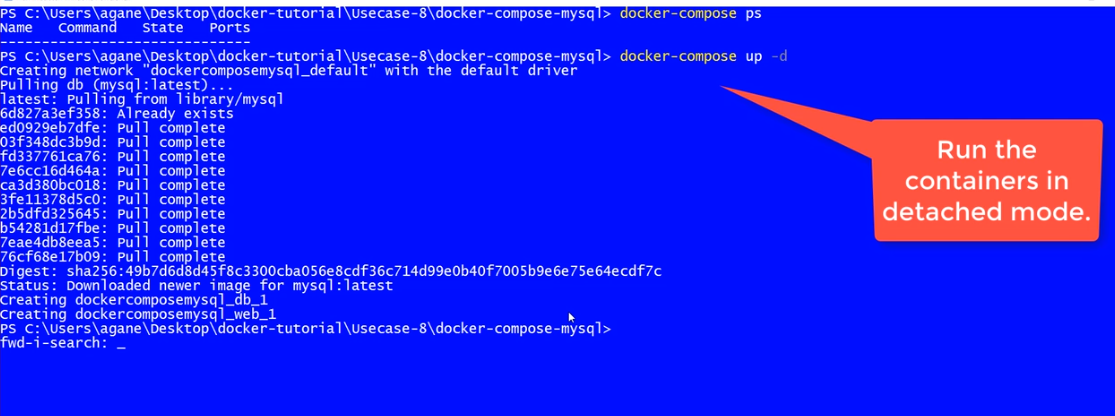 PS C:\Users\agane\Desktop\docker-tutorial\Usecase-8\docker-compose-mysql> docker-compose ps
Name   Command   State   Ports
------------------------------
PS C:\Users\agane\Desktop\docker-tutorial\Usecase-8\docker-compose-mysql> docker-compose up -d
Creating network "dockercomposemysql_default" with the default driver
Pulling db (mysql:latest)...
latest: Pulling from library/mysql
6d827a3ef358: Already exists
ed0929eb7dfe: Pull complete
03f348dc3b9d: Pull complete
fd337761ca76: Pull complete
7e6cc16d464a: Pull complete
ca3d380bc018: Pull complete
3fe11378d5c0: Pull complete
2b5dfd325645: Pull complete
b54281d17fbe: Pull complete
7eae4db8eea5: Pull complete
76cf68e17b09: Pull complete
Digest: sha256:49b7d6d8d45f8c3300cba056e8cdf36c714d99e0b40f7005b9e6e75e64ecdf7c
Status: Downloaded newer image for mysql:latest
Creating dockercomposemysql_db_1
Creating dockercomposemysql_web_1
PS C:\Users\agane\Desktop\docker-tutorial\Usecase-8\docker-compose-mysql>
fwd-i-search: _
Run the
containers in
detached mode.